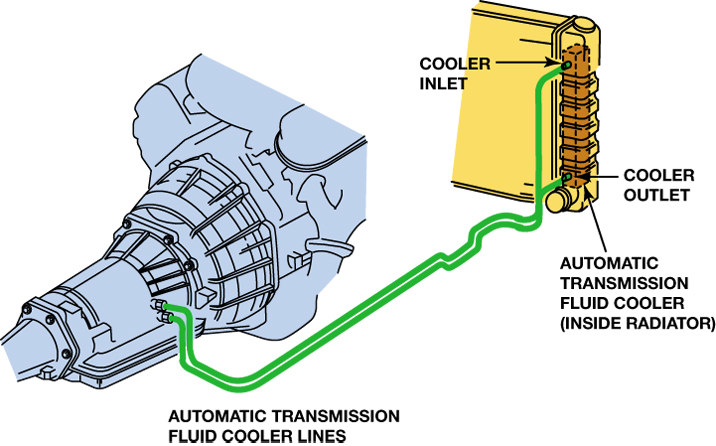 COOLER
INLET
COOLER
OUTLET
AUTOMATIC
TRANSMISSION
FLUID COOLER
(INSIDE RADIATOR)
AUTOMATIC TRANSMISSION
FLUID COOLER LINES